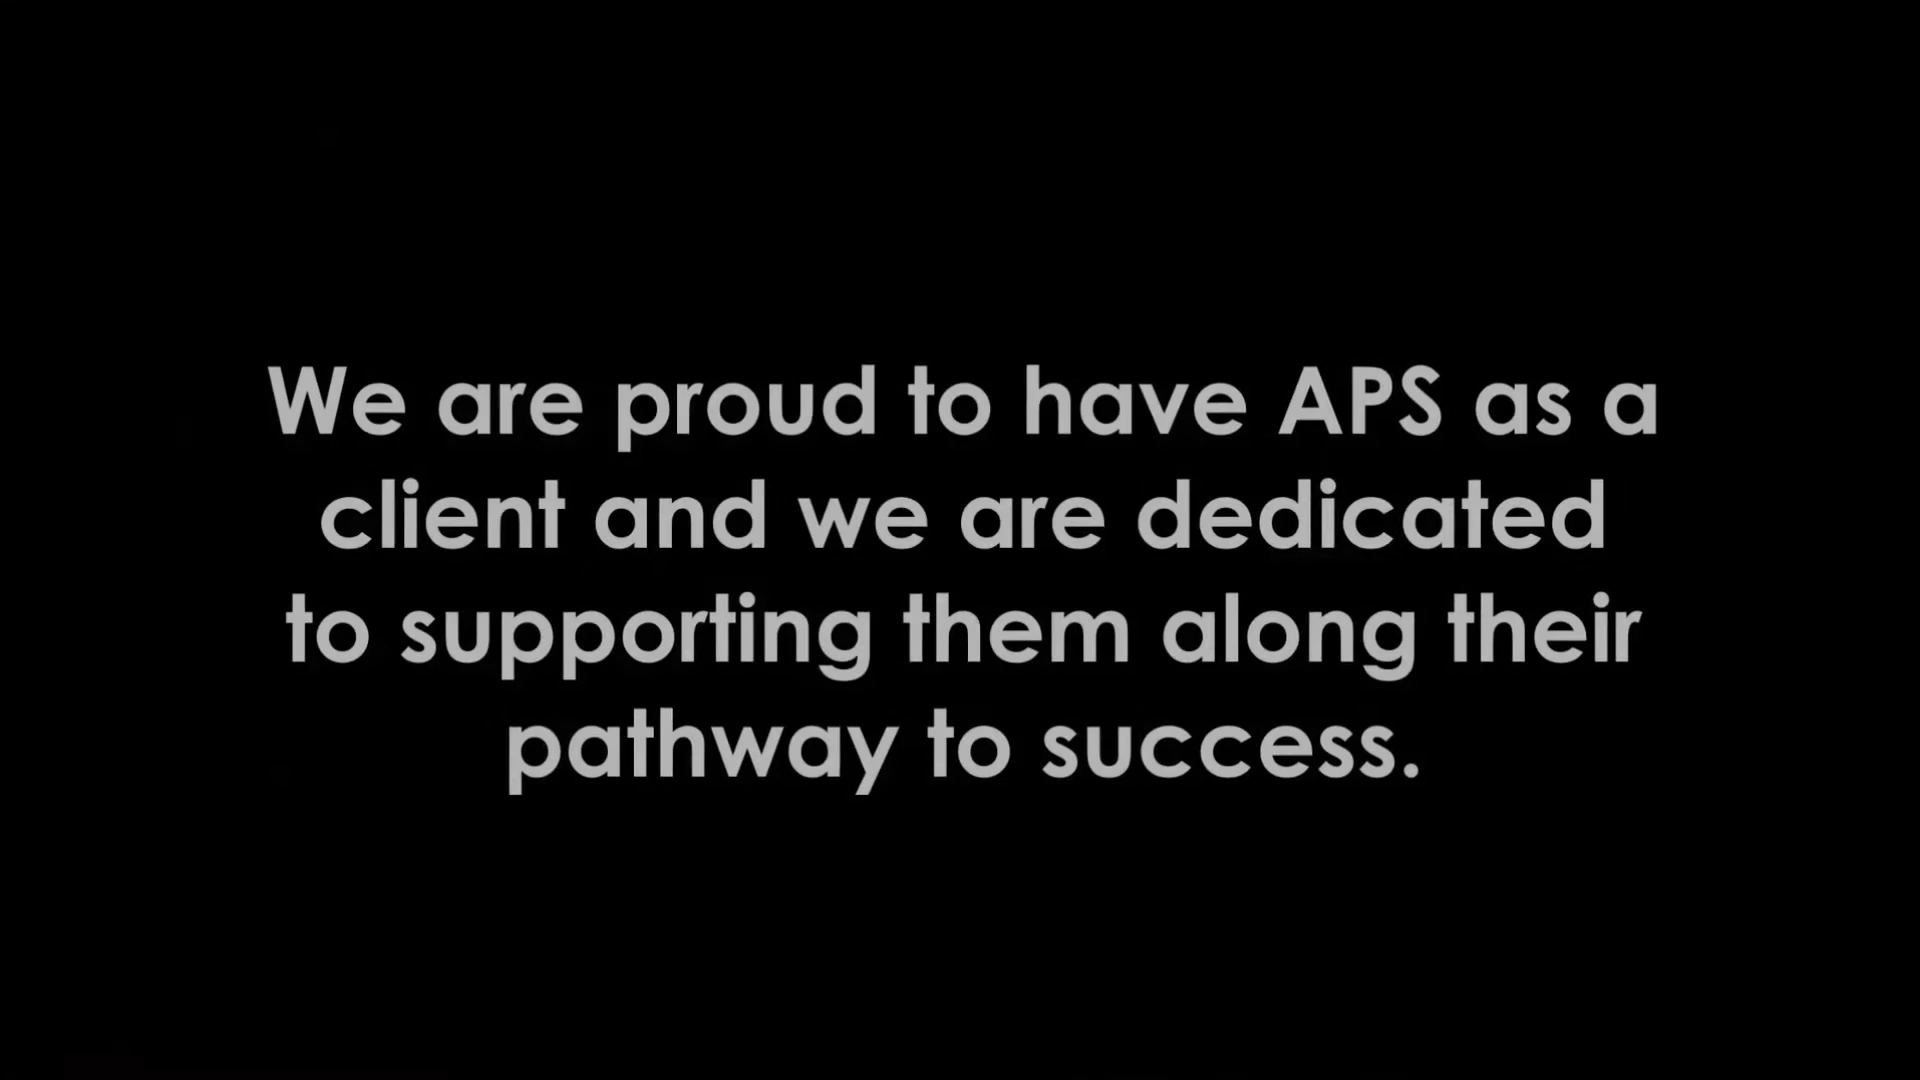 We are proud to have APS as a
client and we are dedicated
to supporting them along their
pathway to success.